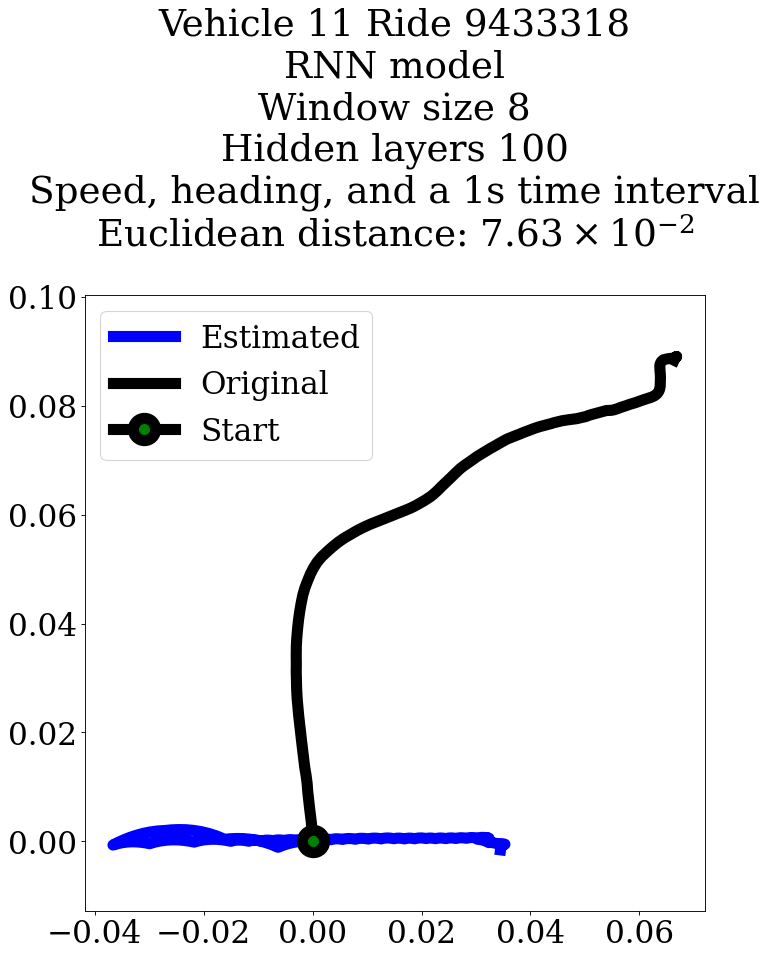 Vehicle 11 Ride 9433318
RNN model
Window size 8
Hidden layers 100
Speed, heading, and a 1s time interval
Euclidean distance: 7.63 × 10⁻²
0.10
0.08
0.06
0.04
0.02
0.00
Estimated
Original
Start
−0.04 −0.02 0.00 0.02 0.04 0.06